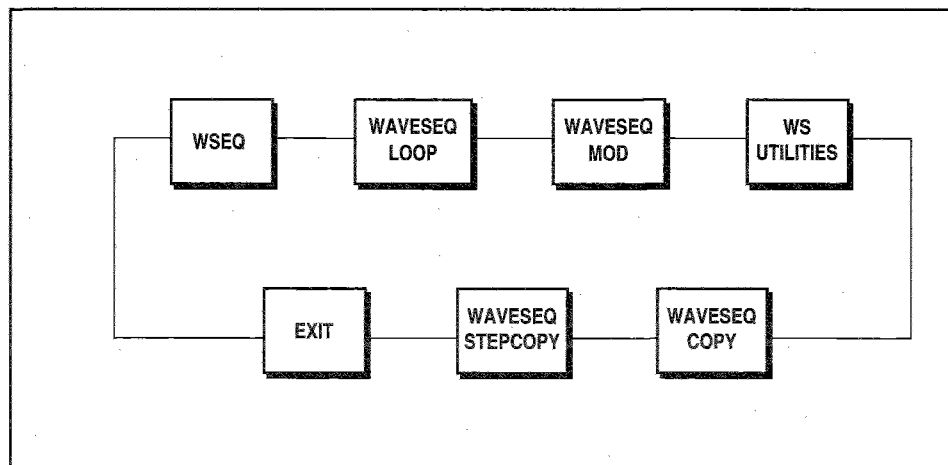 WSEQ
WAVESEQ
LOOP
WAVESEQ
MOD
WS
UTILITIES
EXIT
WAVESEQ
STEPCOPY
WAVESEQ
COPY